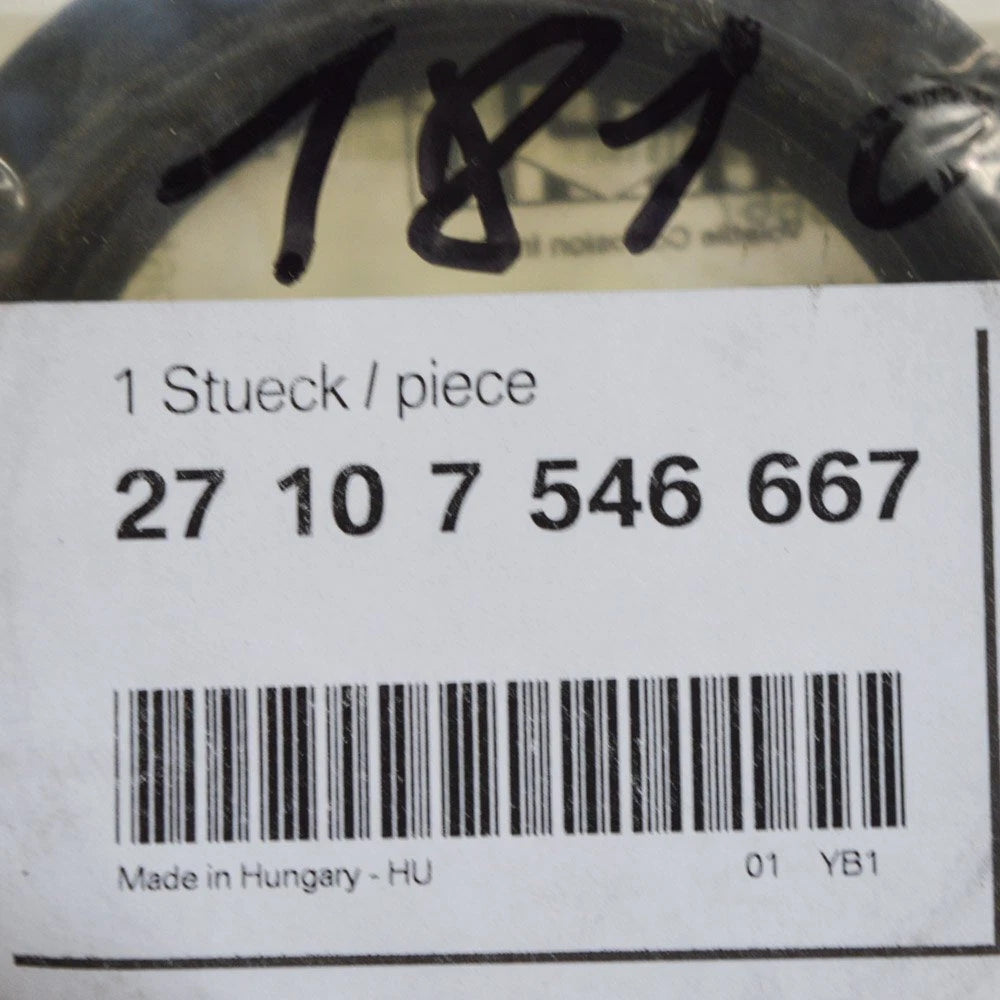 181
1 Stueck / piece
27 10 7 546 667
Made in Hungary - HU
01 YB1